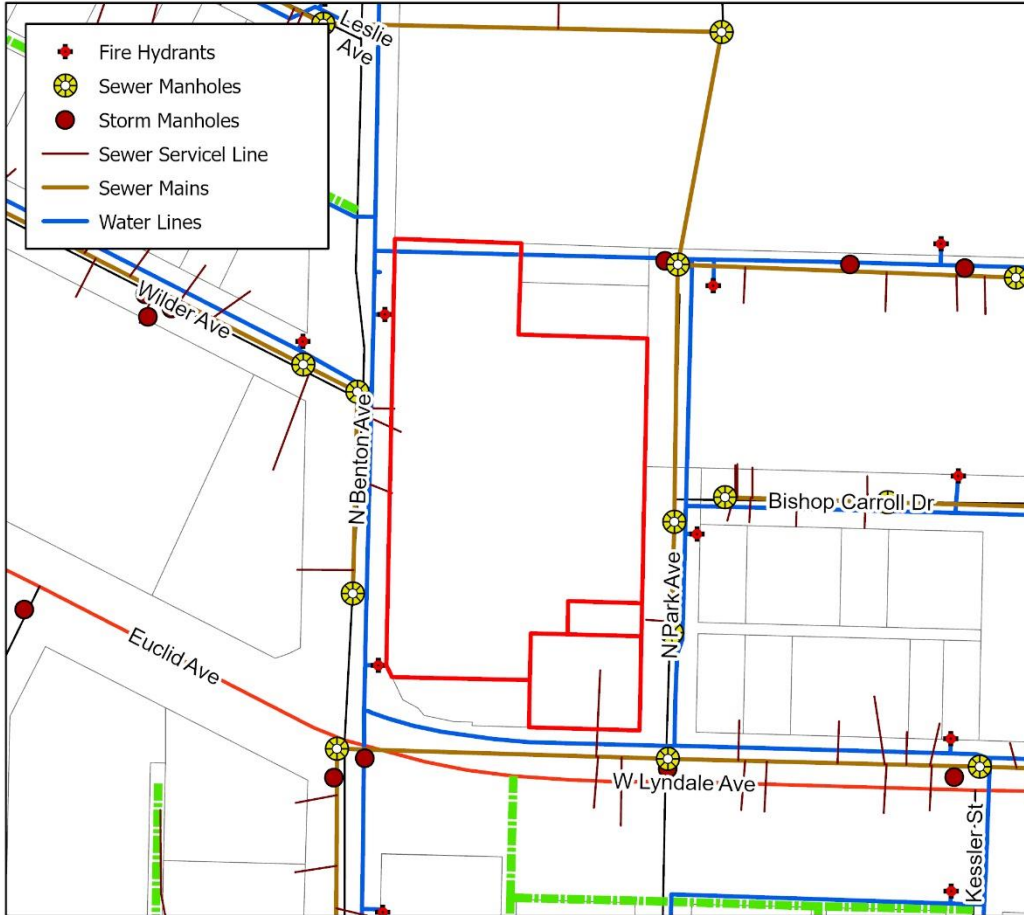 Leslie
Ave
Fire Hydrants
Sewer Manholes
Storm Manholes
Sewer Servicel Line
Sewer Mains
Water Lines
Wilder Ave
N Benton Ave
Bishop Carroll Dr
N Park Ave
Euclid Ave
W Lyndale Ave
Kessler St